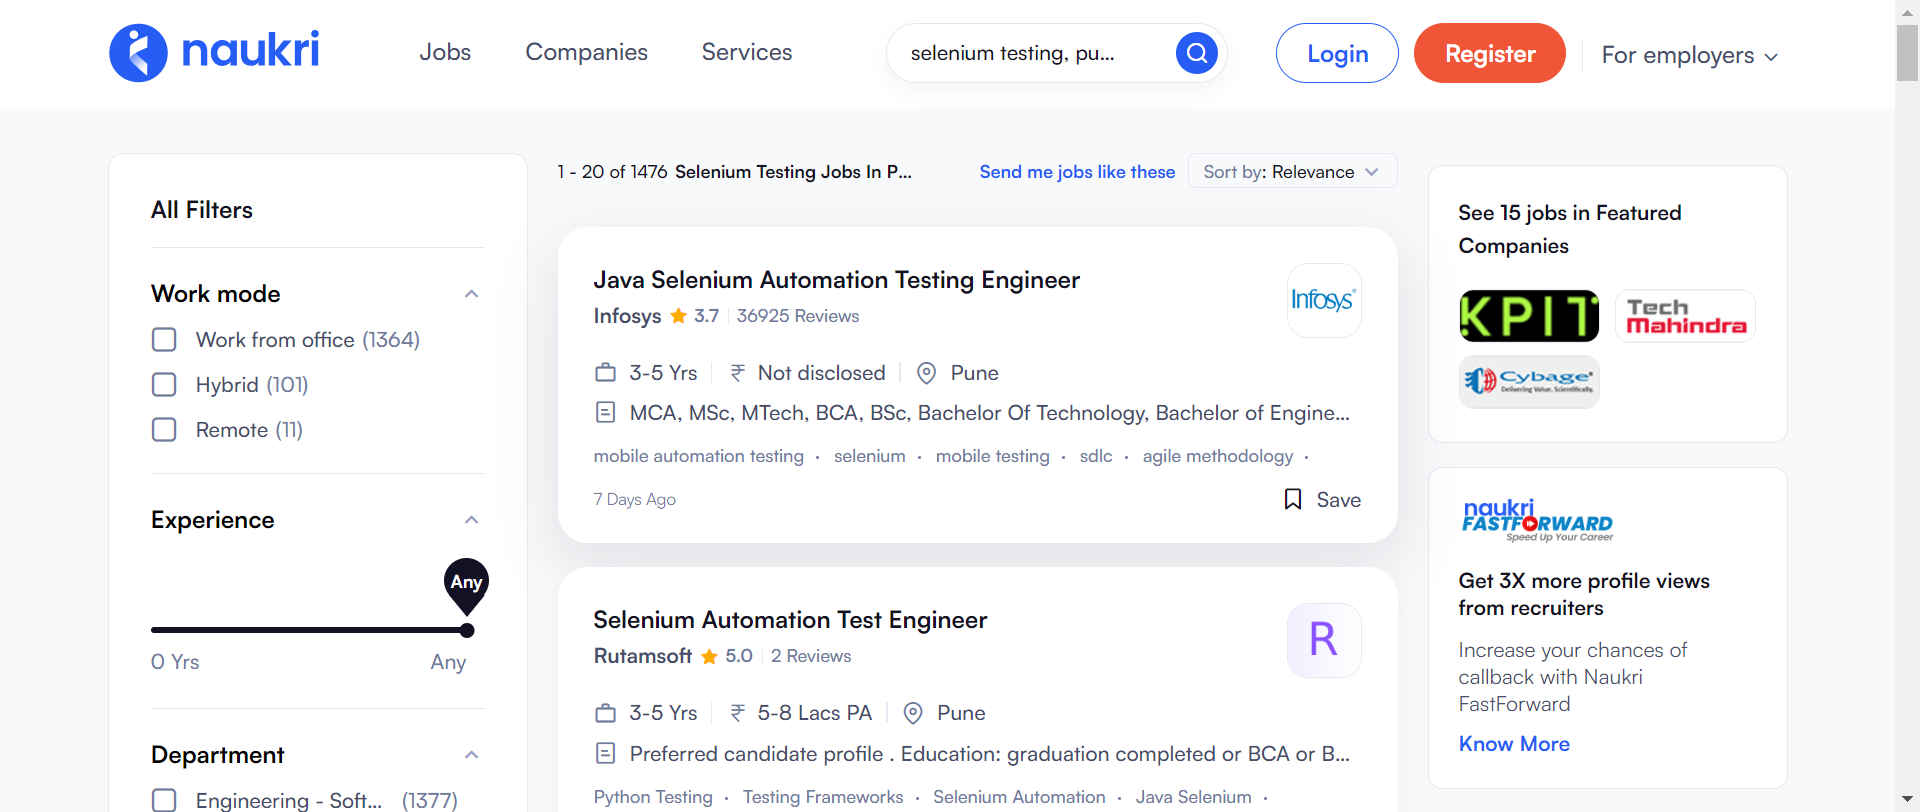 naukri
Jobs
Companies
Services
selenium testing, pu...
Login
Register
For employers
All Filters
Work mode
Work from office (1364)
Hybrid (101)
Remote (11)
Experience
Any
0 Yrs
Any
Department
Engineering - Soft... (1377)
1 - 20 of 1476 Selenium Testing Jobs In P...
Send me jobs like these
Sort by: Relevance
Java Selenium Automation Testing Engineer
Infosys 3.7 36925 Reviews
Infosys
3-5 Yrs ₹ Not disclosed Pune
MCA, MSc, MTech, BCA, BSc, Bachelor Of Technology, Bachelor of Engine...
mobile automation testing · selenium · mobile testing · sdlc · agile methodology ·
7 Days Ago
Save
Selenium Automation Test Engineer
Rutamsoft 5.0 2 Reviews
R
3-5 Yrs ₹ 5-8 Lacs PA Pune
Preferred candidate profile . Education: graduation completed or BCA or B...
Python Testing · Testing Frameworks · Selenium Automation · Java Selenium ·
See 15 jobs in Featured
Companies
KPIT
Tech
Mahindra
Cybage
Delivering Value. Scientifically.
naukri
FASTFORWARD
Speed Up Your Career
Get 3X more profile views
from recruiters
Increase your chances of
callback with Naukri
FastForward
Know More